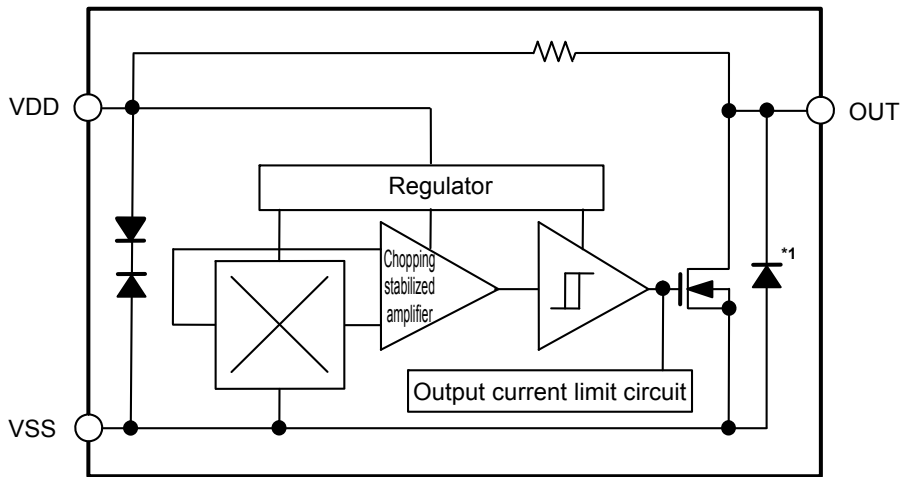 VDD
OUT
Regulator
Chopping
stabilized
amplifier
*1
Output current limit circuit
VSS